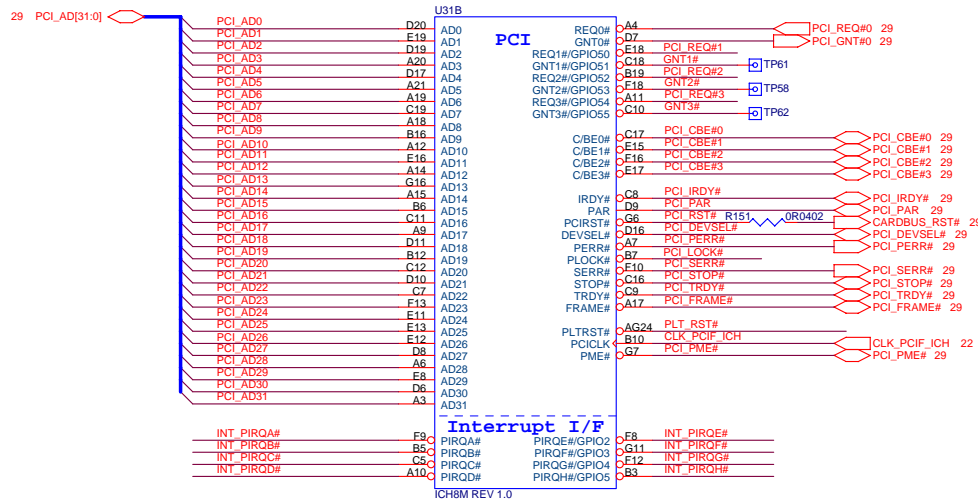 U31B
29 PCI_AD[31:0]
PCI
PCI_AD0 D20 AD0
PCI_AD1 E19 AD1
PCI_AD2 D19 AD2
PCI_AD3 A20 AD3
PCI_AD4 D17 AD4
PCI_AD5 A21 AD5
PCI_AD6 A19 AD6
PCI_AD7 C19 AD7
PCI_AD8 A18 AD8
PCI_AD9 B16 AD9
PCI_AD10 A12 AD10
PCI_AD11 E16 AD11
PCI_AD12 A14 AD12
PCI_AD13 G16 AD13
PCI_AD14 A15 AD14
PCI_AD15 B6 AD15
PCI_AD16 C11 AD16
PCI_AD17 A9 AD17
PCI_AD18 D11 AD18
PCI_AD19 B12 AD19
PCI_AD20 C12 AD20
PCI_AD21 D10 AD21
PCI_AD22 C7 AD22
PCI_AD23 F13 AD23
PCI_AD24 E11 AD24
PCI_AD25 E13 AD25
PCI_AD26 E12 AD26
PCI_AD27 D8 AD27
PCI_AD28 A6 AD28
PCI_AD29 E8 AD29
PCI_AD30 D6 AD30
PCI_AD31 A3 AD31
REQ0# A4 PCI_REQ#0 29
GNT0# D7 PCI_GNT#0 29
REQ1#/GPIO50 E18 PCI_REQ#1
GNT1#/GPIO51 C18 GNT1# TP61
REQ2#/GPIO52 B19 PCI_REQ#2
GNT2#/GPIO53 F18 GNT2# TP58
REQ3#/GPIO54 A11 PCI_REQ#3
GNT3#/GPIO55 C10 GNT3# TP62
C/BE0# C17 PCI_CBE#0 PCI_CBE#0 29
C/BE1# E15 PCI_CBE#1 PCI_CBE#1 29
C/BE2# F16 PCI_CBE#2 PCI_CBE#2 29
C/BE3# E17 PCI_CBE#3 PCI_CBE#3 29
IRDY# C8 PCI_IRDY# PCI_IRDY# 29
PAR D9 PCI_PAR PCI_PAR 29
PCIRST# G6 PCI_RST# R151 0R0402 CARDBUS_RST# 29
DEVSEL# D16 PCI_DEVSEL# PCI_DEVSEL# 29
PERR# A7 PCI_PERR# PCI_PERR# 29
PLOCK# B7 PCI_LOCK#
SERR# F10 PCI_SERR# PCI_SERR# 29
STOP# C16 PCI_STOP# PCI_STOP# 29
TRDY# C9 PCI_TRDY# PCI_TRDY# 29
FRAME# A17 PCI_FRAME# PCI_FRAME# 29
PLTRST# AG24 PLT_RST#
PCICLK B10 CLK_PCIF_ICH CLK_PCIF_ICH 22
PME# G7 PCI_PME# PCI_PME# 29
Interrupt I/F
INT_PIRQA# F9 PIRQA# PIRQE#/GPIO2 F8 INT_PIRQE#
INT_PIRQB# B5 PIRQB# PIRQF#/GPIO3 G11 INT_PIRQF#
INT_PIRQC# C5 PIRQC# PIRQG#/GPIO4 F12 INT_PIRQG#
INT_PIRQD# A10 PIRQD# PIRQH#/GPIO5 B3 INT_PIRQH#
ICH8M REV 1.0